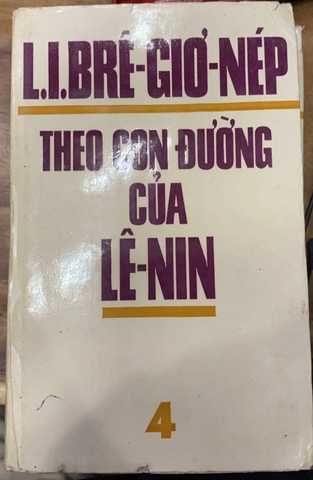 L.I.BRÊ-GIƠ-NÉP
THEO CON ĐƯỜNG
CỦA
LÊ-NIN
4